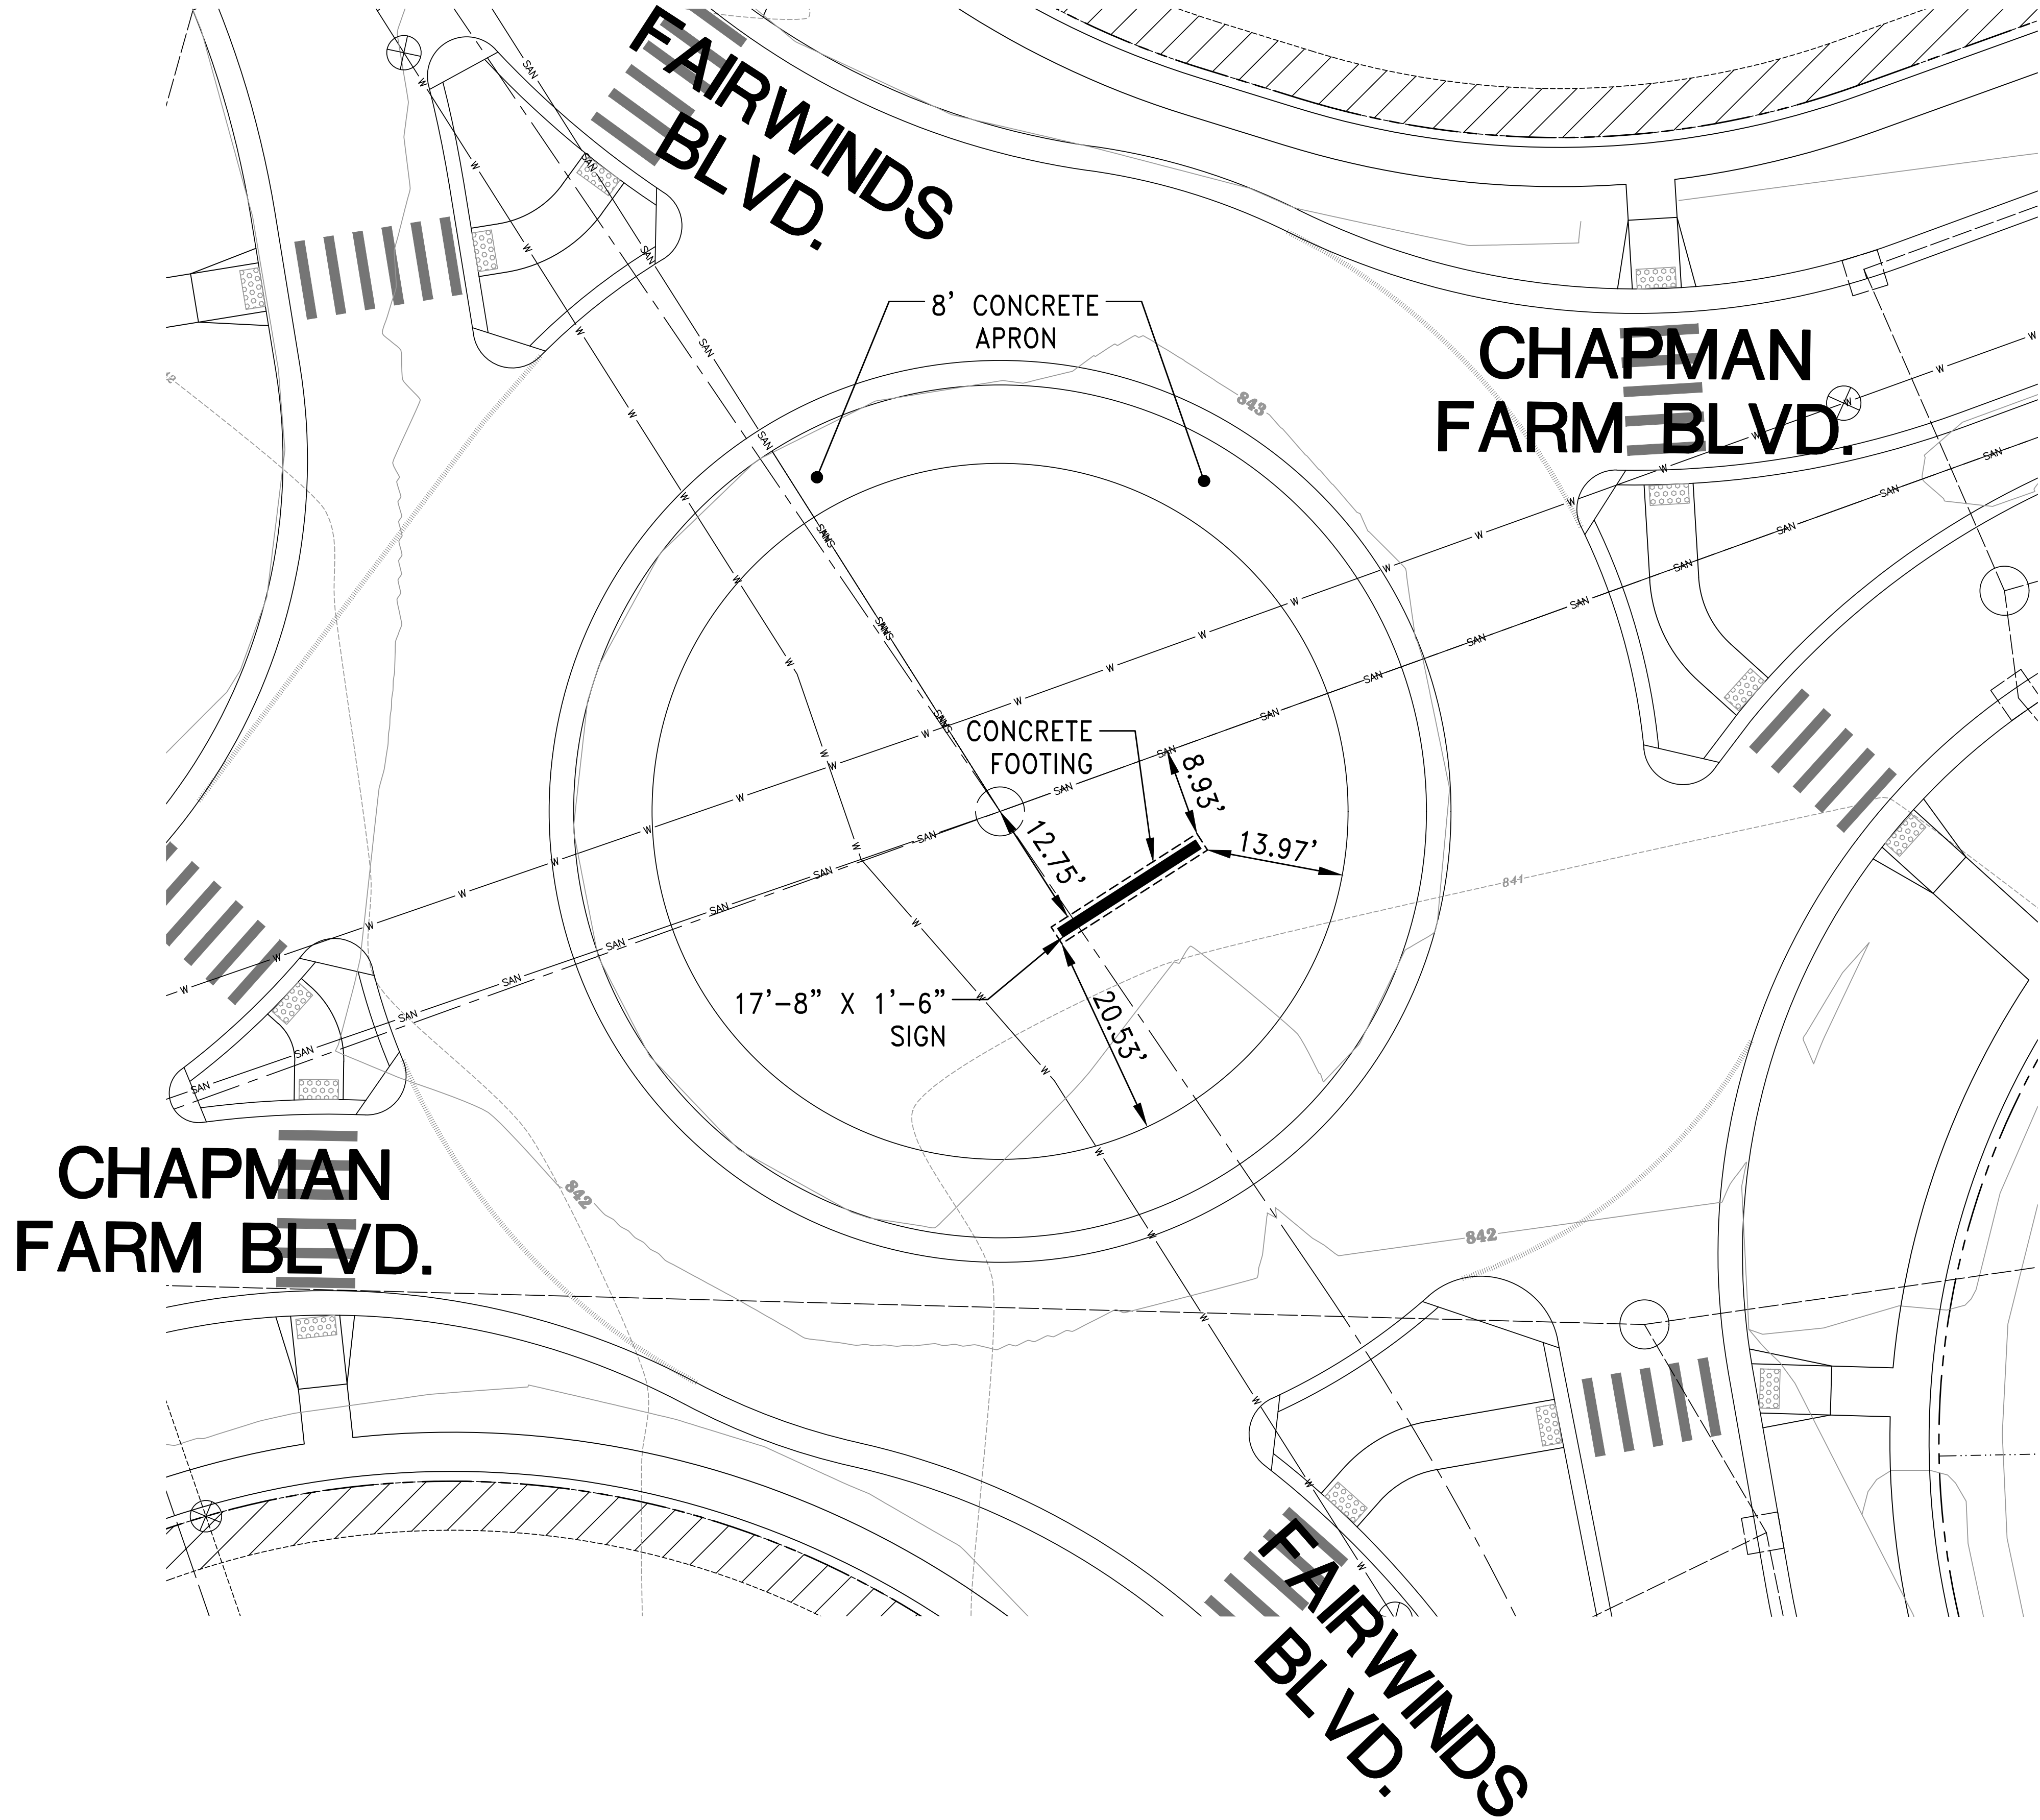 FAIRWINDS
BLVD.
8' CONCRETE
APRON
CHAPMAN
FARM BLVD.
843
CONCRETE
FOOTING
8.93'
12.75'
13.97'
841
17'-8" X 1'-6"
SIGN
20.53'
CHAPMAN
FARM BLVD.
842
842
FAIRWINDS
BLVD.
W
SAN